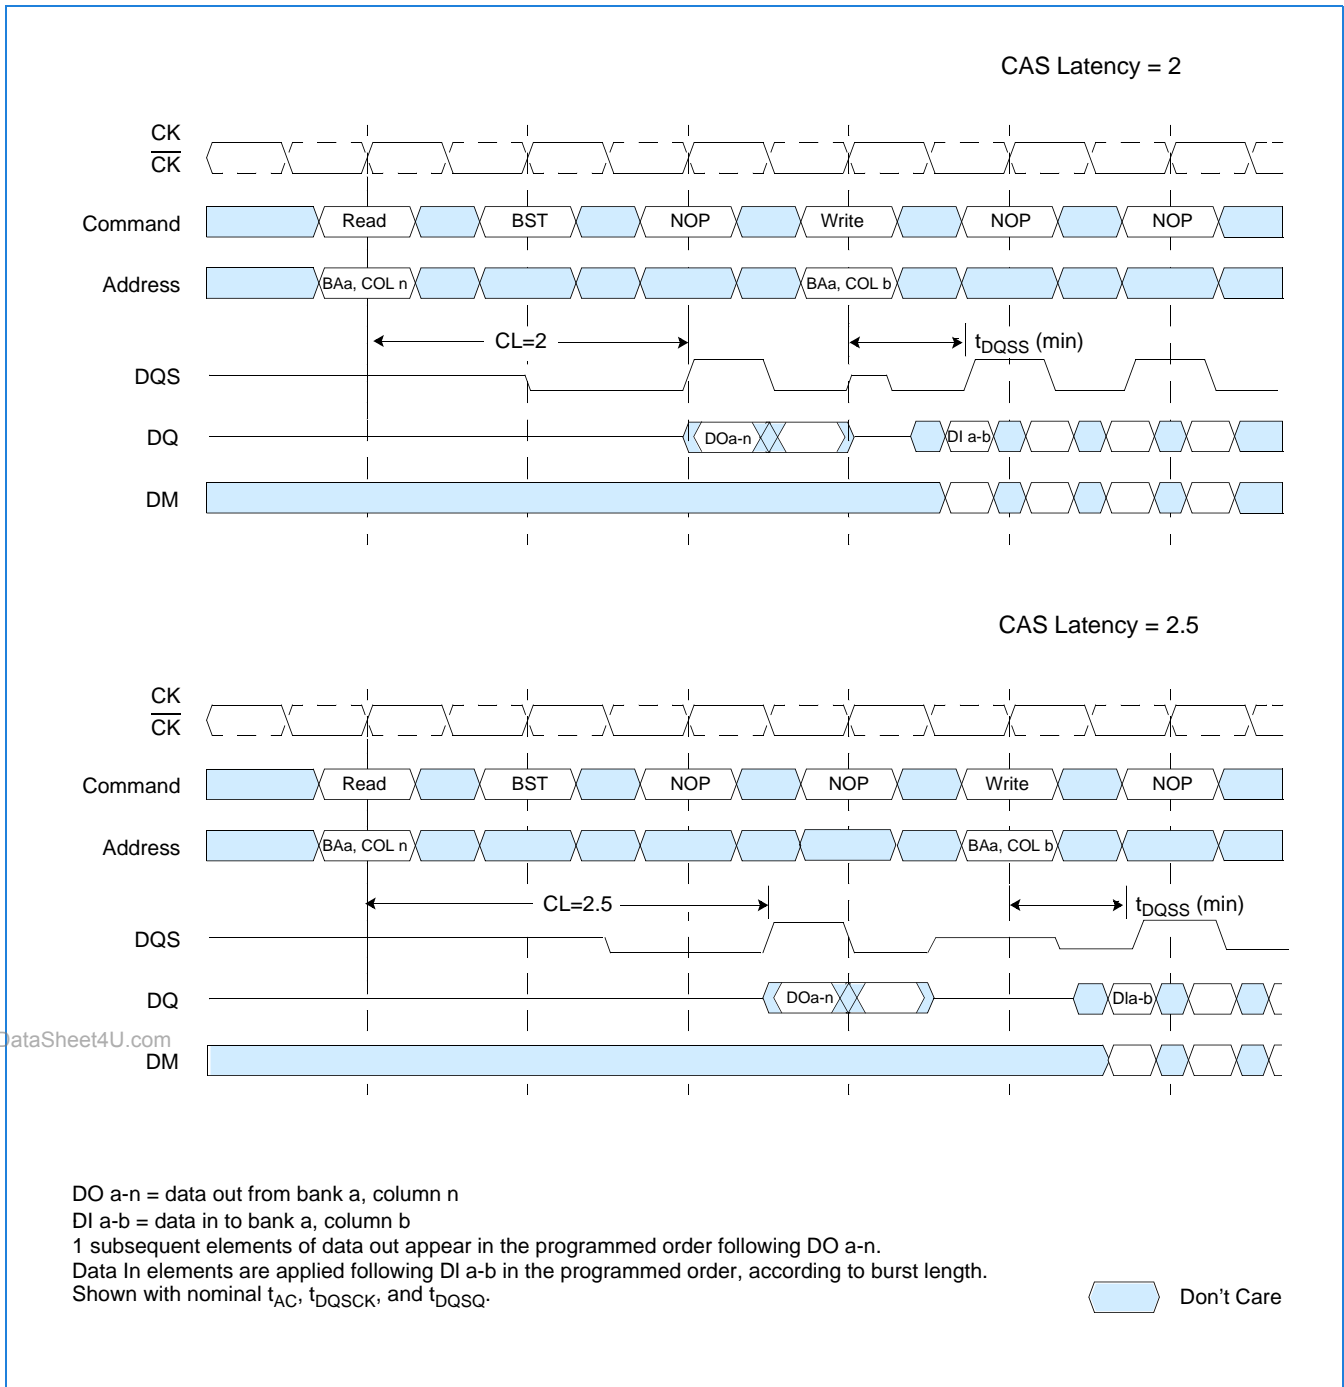 CAS Latency = 2
CK
CK
Command Read BST NOP Write NOP NOP
Address BAa, COL n BAa, COL b
CL=2 tDQSS (min)
DQS
DQ DOa-n DI a-b
DM
CAS Latency = 2.5
CK
CK
Command Read BST NOP NOP Write NOP
Address BAa, COL n BAa, COL b
CL=2.5 tDQSS (min)
DQS
DQ DOa-n DIa-b
DataSheet4U.com
DM
DO a-n = data out from bank a, column n
DI a-b = data in to bank a, column b
1 subsequent elements of data out appear in the programmed order following DO a-n.
Data In elements are applied following DI a-b in the programmed order, according to burst length.
Shown with nominal tAC, tDQSCK, and tDQSQ.
Don't Care